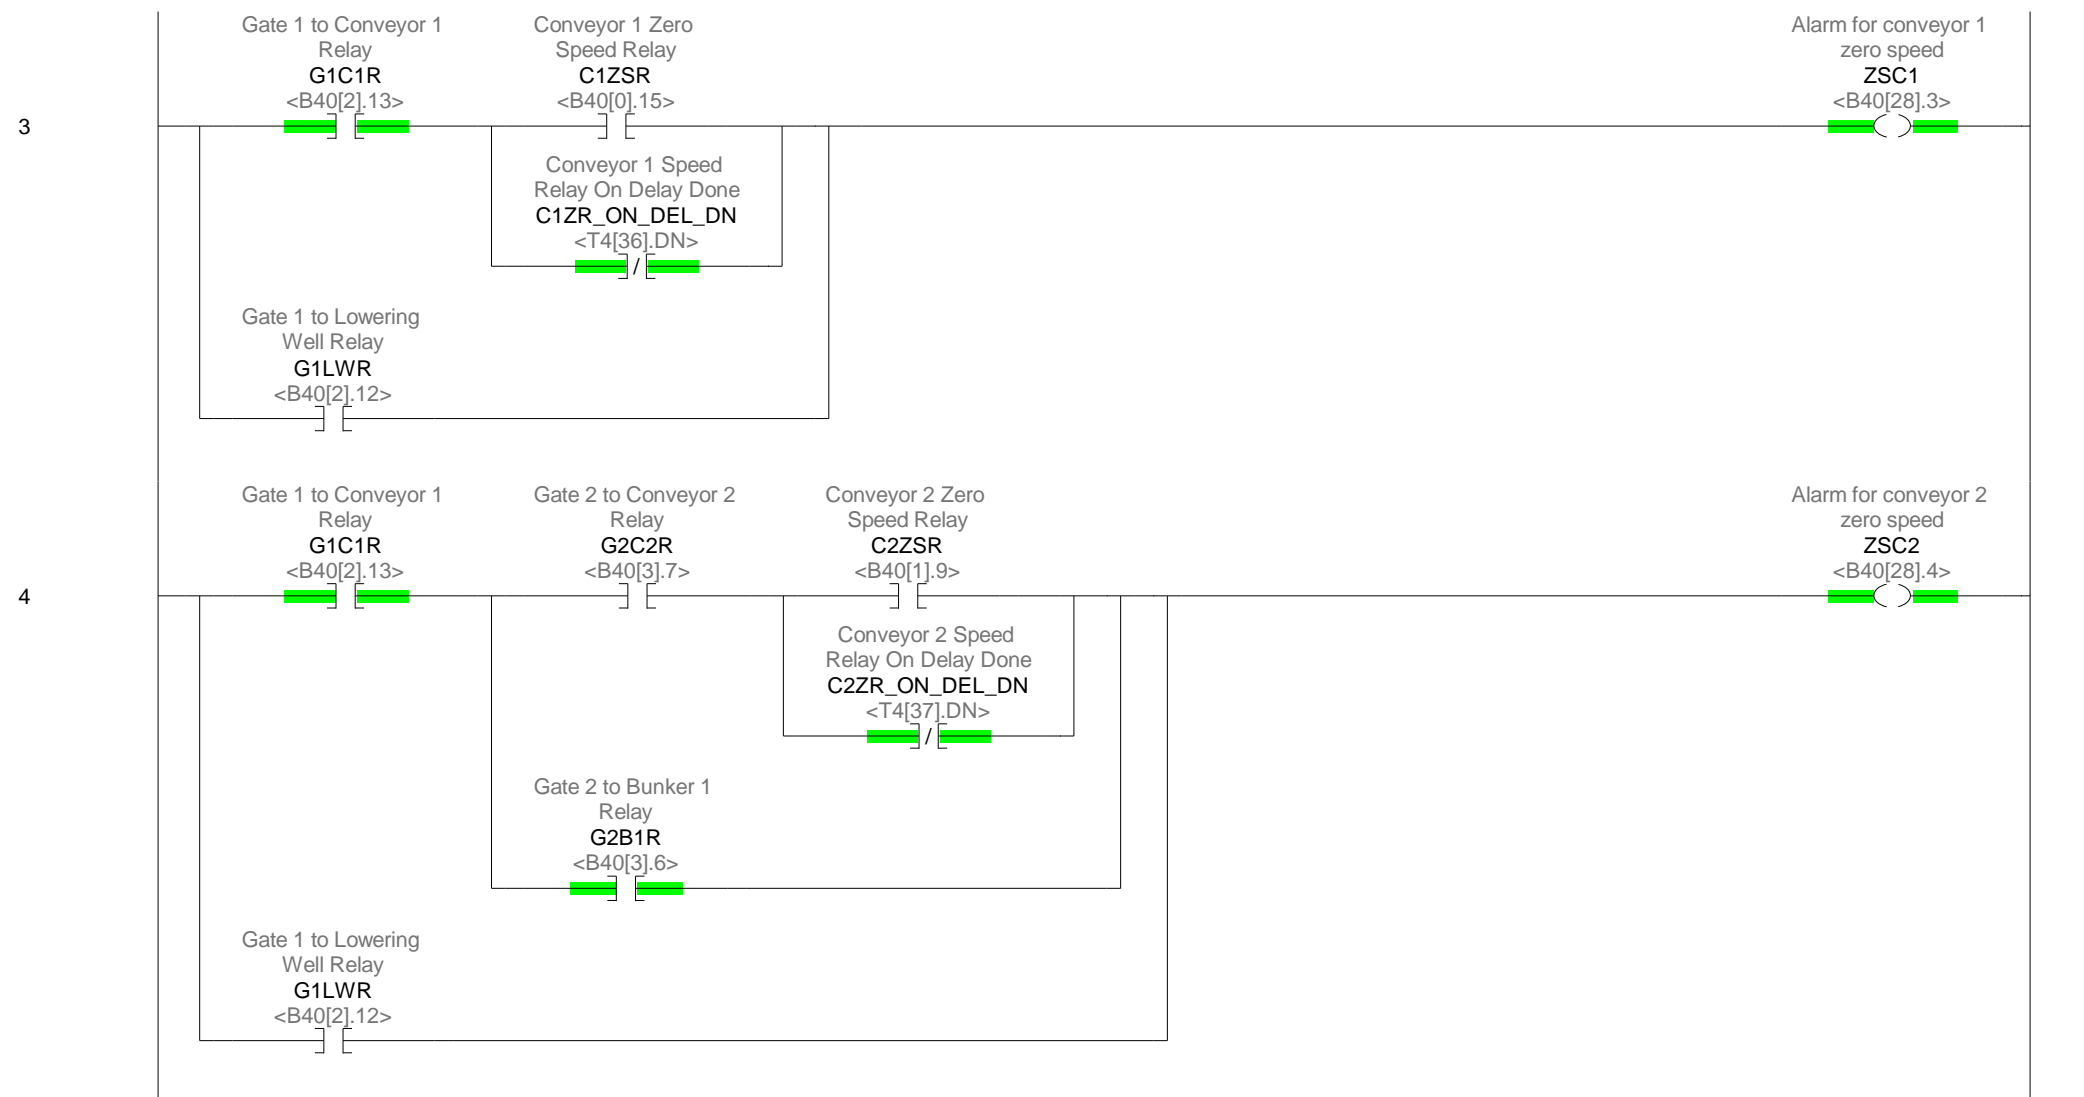 Gate 1 to Conveyor 1
Relay
G1C1R
<B40[2].13>
Conveyor 1 Zero
Speed Relay
C1ZSR
<B40[0].15>
Alarm for conveyor 1
zero speed
ZSC1
<B40[28].3>
3
Conveyor 1 Speed
Relay On Delay Done
C1ZR_ON_DEL_DN
<T4[36].DN>
/
Gate 1 to Lowering
Well Relay
G1LWR
<B40[2].12>
Gate 1 to Conveyor 1
Relay
G1C1R
<B40[2].13>
Gate 2 to Conveyor 2
Relay
G2C2R
<B40[3].7>
Conveyor 2 Zero
Speed Relay
C2ZSR
<B40[1].9>
Alarm for conveyor 2
zero speed
ZSC2
<B40[28].4>
4
Conveyor 2 Speed
Relay On Delay Done
C2ZR_ON_DEL_DN
<T4[37].DN>
/
Gate 2 to Bunker 1
Relay
G2B1R
<B40[3].6>
Gate 1 to Lowering
Well Relay
G1LWR
<B40[2].12>